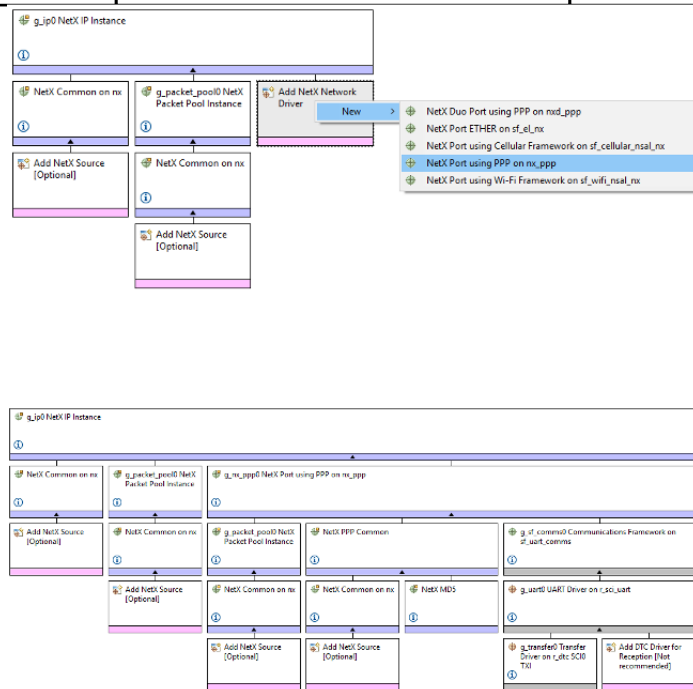 g_ip0 NetX IP Instance
NetX Common on nx
g_packet_pool0 NetX
Packet Pool Instance
Add NetX Network
Driver
New
NetX Duo Port using PPP on nxd_ppp
NetX Port ETHER on sf_el_nx
NetX Port using Cellular Framework on sf_cellular_nsal_nx
NetX Port using PPP on nx_ppp
NetX Port using Wi-Fi Framework on sf_wifi_nsal_nx
Add NetX Source
[Optional]
NetX Common on nx
Add NetX Source
[Optional]
g_ip0 NetX IP Instance
NetX Common on nx
g_packet_pool0 NetX
Packet Pool Instance
g_nx_ppp0 NetX Port using PPP on nx_ppp
Add NetX Source
[Optional]
NetX Common on nx
g_packet_pool0 NetX
Packet Pool Instance
NetX PPP Common
g_sf_comms0 Communications Framework on
sf_uart_comms
Add NetX Source
[Optional]
NetX Common on nx
NetX Common on nx
NetX MD5
g_uart0 UART Driver on r_sci_uart
Add NetX Source
[Optional]
Add NetX Source
[Optional]
g_transfer0 Transfer
Driver on r_dtc SCI0
TXI
Add DTC Driver for
Reception [Not
recommended]